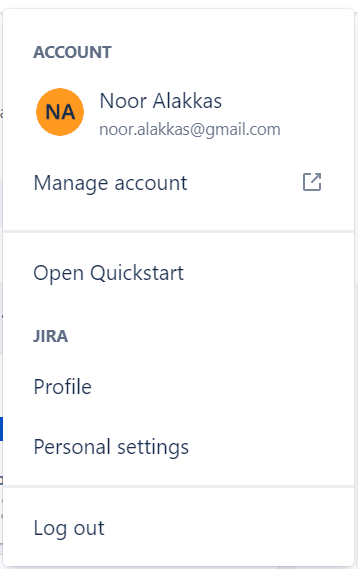 ACCOUNT
NA
Noor Alakkas
noor.alakkas@gmail.com
Manage account
Open Quickstart
JIRA
Profile
Personal settings
Log out